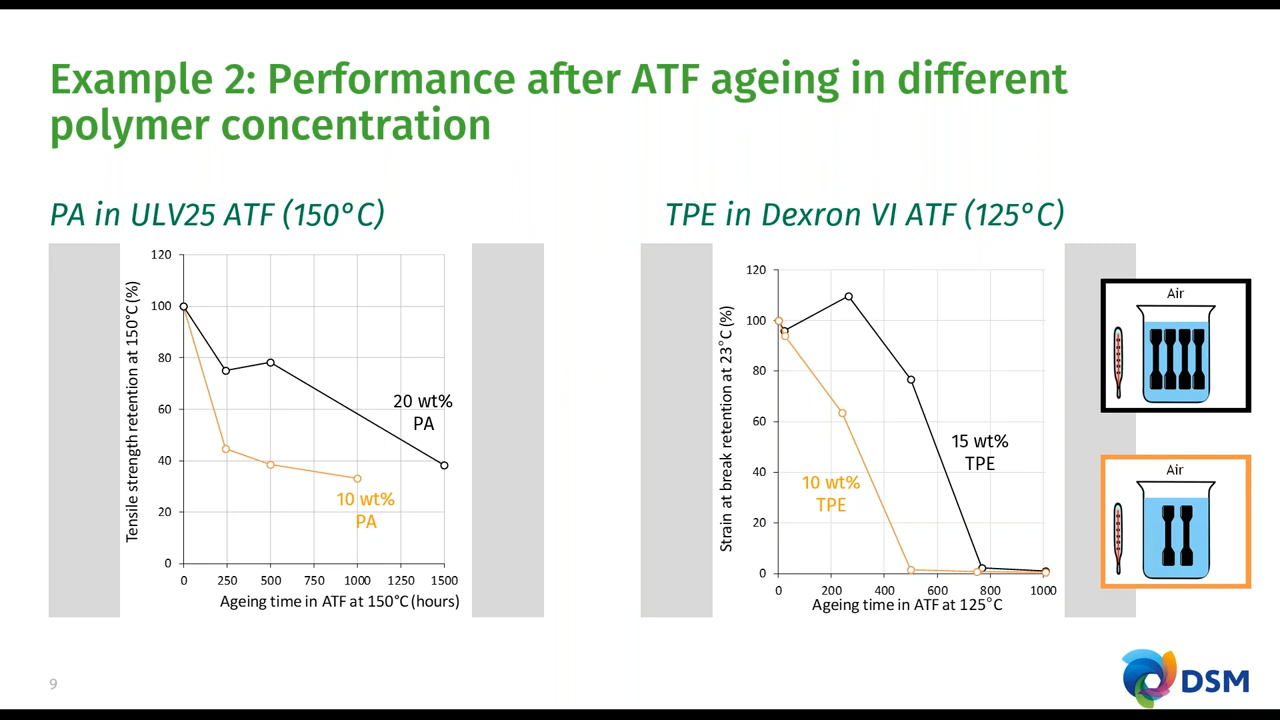 Example 2: Performance after ATF ageing in different
polymer concentration
PA in ULV25 ATF (150°C)
120
100
80
60
40
20
0
Tensile strength retention at 150°C (%)
20 wt%
PA
10 wt%
PA
0 250 500 750 1000 1250 1500
Ageing time in ATF at 150°C (hours)
TPE in Dexron VI ATF (125°C)
120
100
80
60
40
20
0
Strain at break retention at 23°C (%)
15 wt%
TPE
10 wt%
TPE
0 200 400 600 800 1000
Ageing time in ATF at 125°C
Air
Air
9
DSM